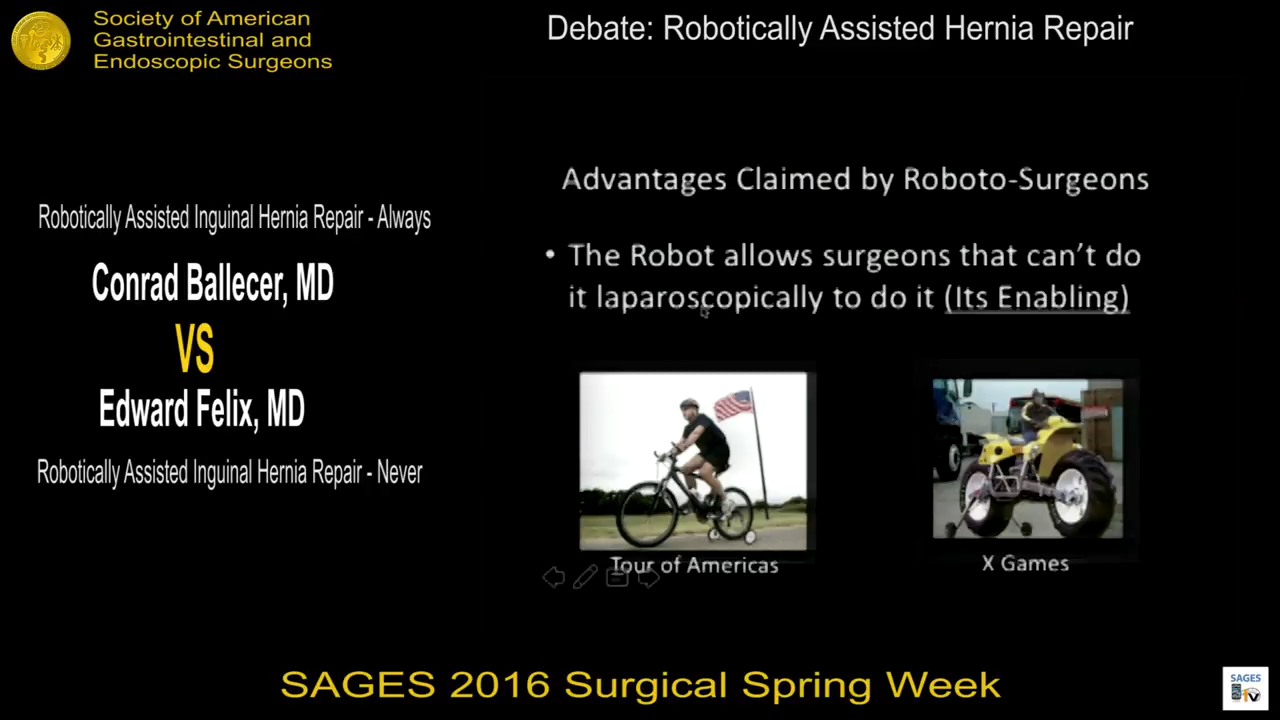 Society of American
Gastrointestinal and
Endoscopic Surgeons
Debate: Robotically Assisted Hernia Repair
Robotically Assisted Inguinal Hernia Repair - Always
Conrad Ballecer, MD
VS
Edward Felix, MD
Robotically Assisted Inguinal Hernia Repair - Never
Advantages Claimed by Roboto-Surgeons
• The Robot allows surgeons that can't do
it laparoscopically to do it (Its Enabling)
Tour of Americas
X Games
SAGES 2016 Surgical Spring Week
SAGES
TV